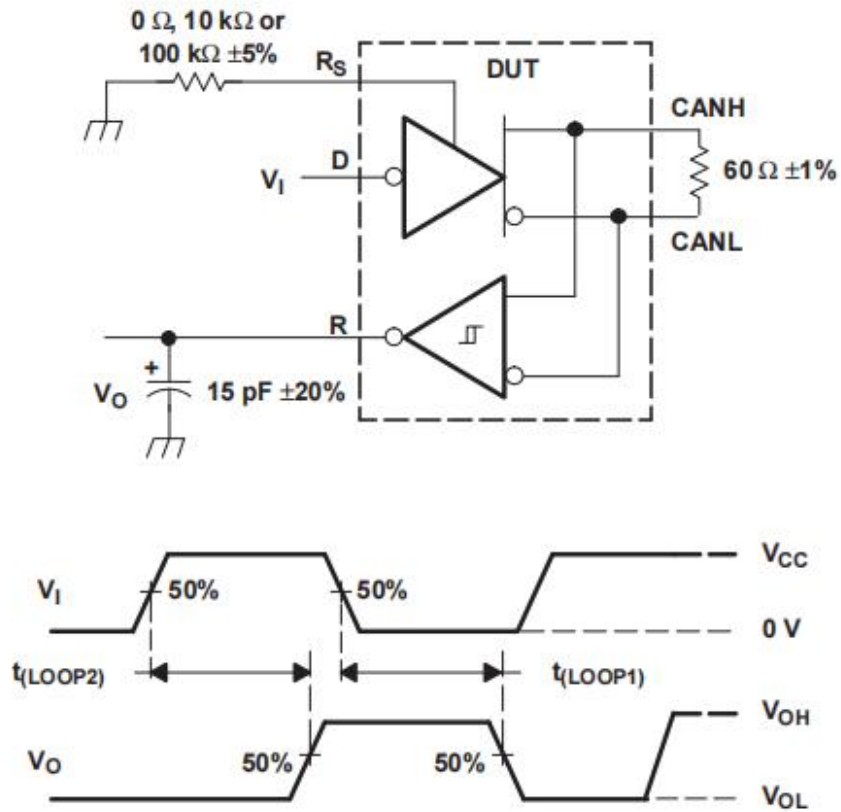 0 Ω, 10 kΩ or
100 kΩ ±5%
RS
DUT
CANH
D
VI
60 Ω ±1%
CANL
R
+
VO
15 pF ±20%
VCC
VI
50%
50%
0 V
t(LOOP2)
t(LOOP1)
VOH
VO
50%
50%
VOL